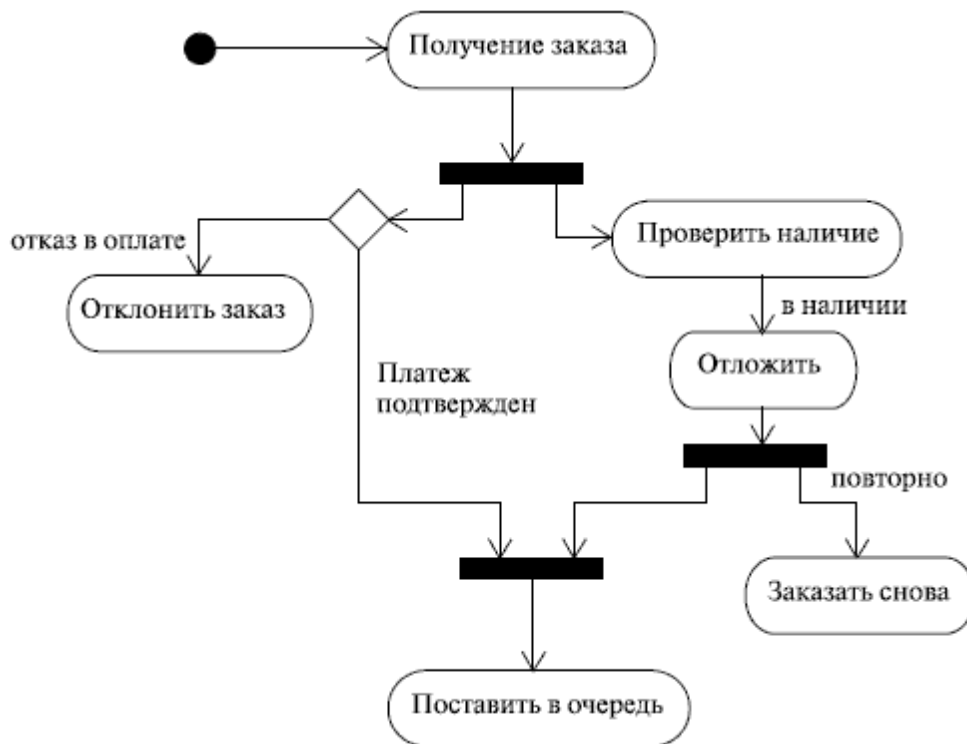 Получение заказа
отказ в оплате
Проверить наличие
Отклонить заказ
в наличии
Отложить
Платеж
подтвержден
повторно
Заказать снова
Поставить в очередь